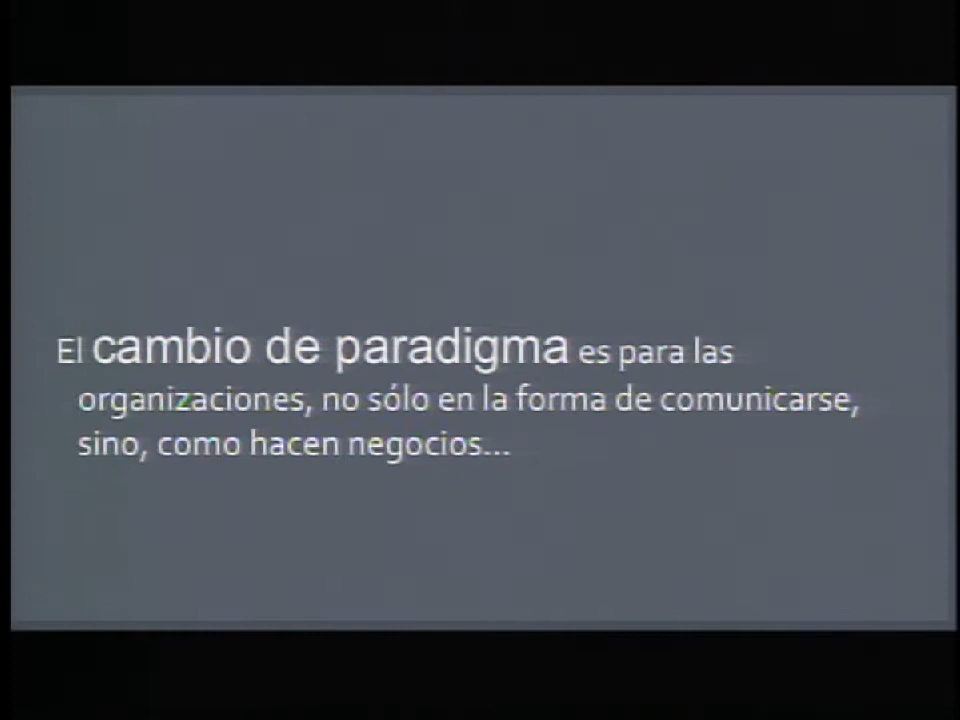 El cambio de paradigma es para las
organizaciones, no sólo en la forma de comunicarse,
sino, como hacen negocios...